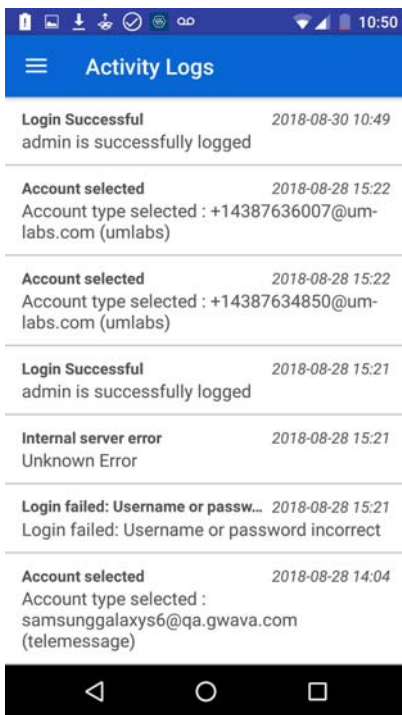 10:50
Activity Logs
Login Successful 2018-08-30 10:49
admin is successfully logged
Account selected 2018-08-28 15:22
Account type selected : +14387636007@um-
labs.com (umlabs)
Account selected 2018-08-28 15:22
Account type selected : +14387634850@um-
labs.com (umlabs)
Login Successful 2018-08-28 15:21
admin is successfully logged
Internal server error 2018-08-28 15:21
Unknown Error
Login failed: Username or passw... 2018-08-28 15:21
Login failed: Username or password incorrect
Account selected 2018-08-28 14:04
Account type selected :
samsunggalaxys6@qa.gwava.com
(telemessage)